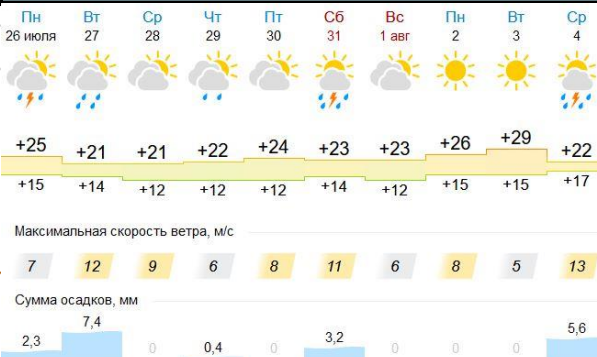 Пн Вт Ср Чт Пт Сб Вс Пн Вт Ср
26 июля 27 28 29 30 31 1 авг 2 3 4
+25 +21 +21 +22 +24 +23 +23 +26 +29 +22
+15 +14 +12 +12 +12 +14 +12 +15 +15 +17
Максимальная скорость ветра, м/с
7 12 9 6 8 11 6 8 5 13
Сумма осадков, мм
2,3 7,4 0 0,4 0 3,2 0 0 0 5,6